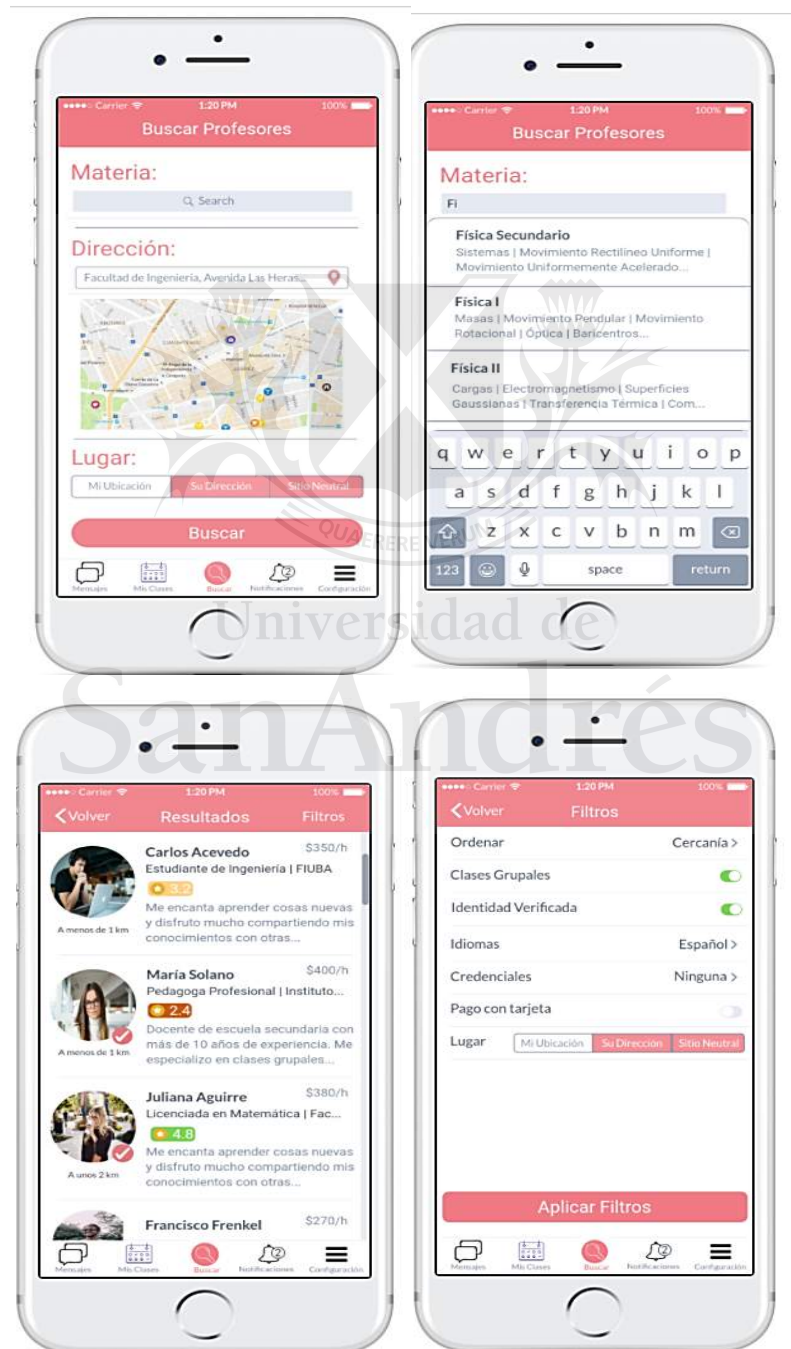 Carrier
1:20 PM
100%
Buscar Profesores
Materia:
Search
Dirección:
Facultad de Ingeniería, Avenida Las Heras...
Lugar:
Mi Ubicación
Su Dirección
Sitio Neutral
Buscar
Mensajes
Mis Clases
Buscar
2
Notificaciones
Configuración
Carrier
1:20 PM
100%
Buscar Profesores
Materia:
Fi
Física Secundario
Sistemas | Movimiento Rectilíneo Uniforme |
Movimiento Uniformemente Acelerado...
Física I
Masas | Movimiento Pendular | Movimiento
Rotacional | Óptica | Baricentros...
Física II
Cargas | Electromagnetismo | Superficies
Gaussianas | Transferencia Térmica | Com...
q w e r t y u i o p
a s d f g h j k l
z x c v b n m
123
space
return
QUAERERE VERUM
Universidad de
SanAndrés
Carrier
1:20 PM
100%
Volver
Resultados
Filtros
Carlos Acevedo
$350/h
Estudiante de Ingeniería | FIUBA
3.2
Me encanta aprender cosas nuevas
y disfruto mucho compartiendo mis
conocimientos con otras...
A menos de 1 km
María Solano
$400/h
Pedagoga Profesional | Instituto...
2.4
Docente de escuela secundaria con
más de 10 años de experiencia. Me
especializo en clases grupales...
A menos de 1 km
Juliana Aguirre
$380/h
Licenciada en Matemática | Fac...
4.8
Me encanta aprender cosas nuevas
y disfruto mucho compartiendo mis
conocimientos con otras...
A unos 2 km
Francisco Frenkel
$270/h
Mensajes
Mis Clases
Buscar
2
Notificaciones
Configuración
Carrier
1:20 PM
100%
Volver
Filtros
Ordenar
Cercanía >
Clases Grupales
Identidad Verificada
Idiomas
Español >
Credenciales
Ninguna >
Pago con tarjeta
Lugar
Mi Ubicación
Su Dirección
Sitio Neutral
Aplicar Filtros
Mensajes
Mis Clases
Buscar
2
Notificaciones
Configuración